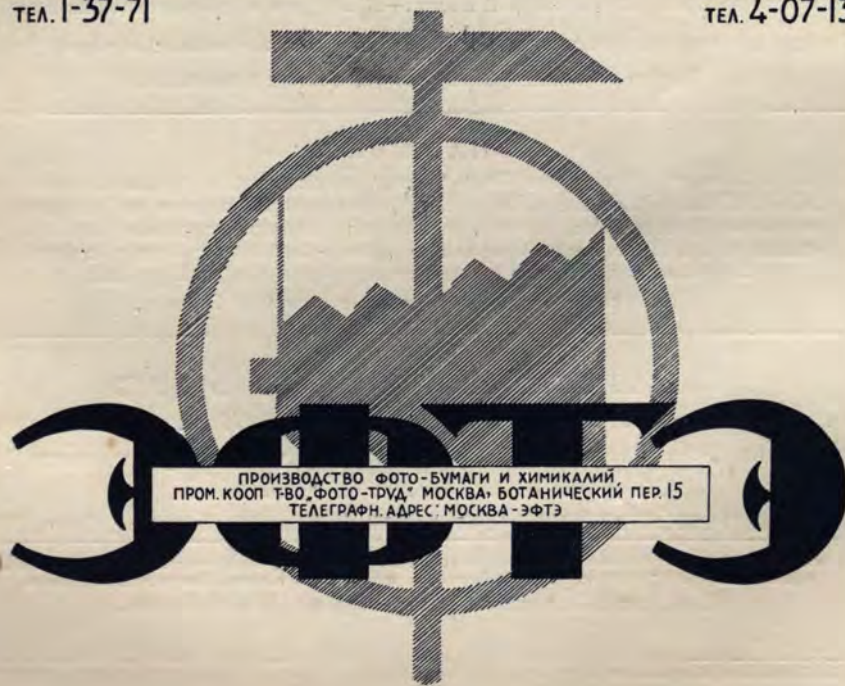 ТЕЛ. 1-37-71
ТЕЛ. 4-07-13
ЭФТЭ
ПРОИЗВОДСТВО ФОТО-БУМАГИ И ХИМИКАЛИЙ,
ПРОМ. КООП Т-ВО „ФОТО-ТРУД" МОСКВА, БОТАНИЧЕСКИЙ ПЕР. 15
ТЕЛЕГРАФН. АДРЕС: МОСКВА-ЭФТЭ